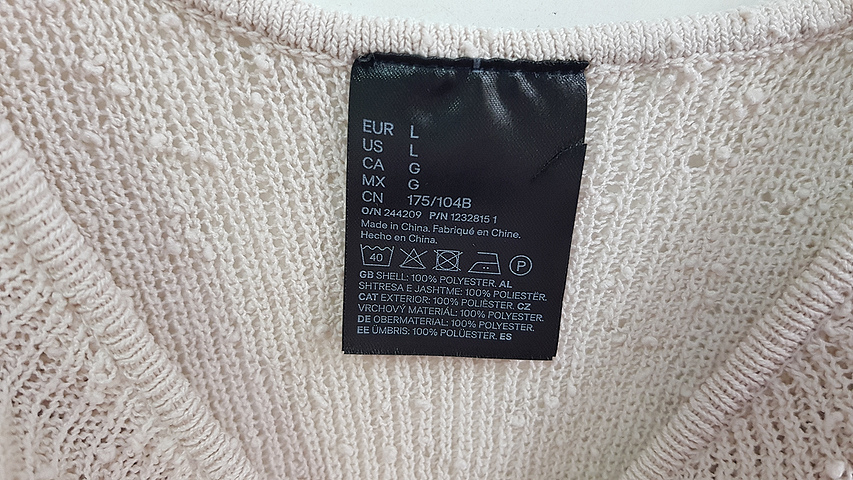 EUR L
US L
CA G
MX G
CN 175/104B
O/N 244209 P/N 1232815 1
Made in China. Fabriqué en Chine.
Hecho en China.
40 P
GB SHELL: 100% POLYESTER. AL
SHTRESA E JASHTME: 100% POLIESTËR.
CAT EXTERIOR: 100% POLIÈSTER. CZ
VRCHOVÝ MATERIÁL: 100% POLYESTER.
DE OBERMATERIAL: 100% POLYESTER.
EE ÜMBRIS: 100% POLÜESTER. ES